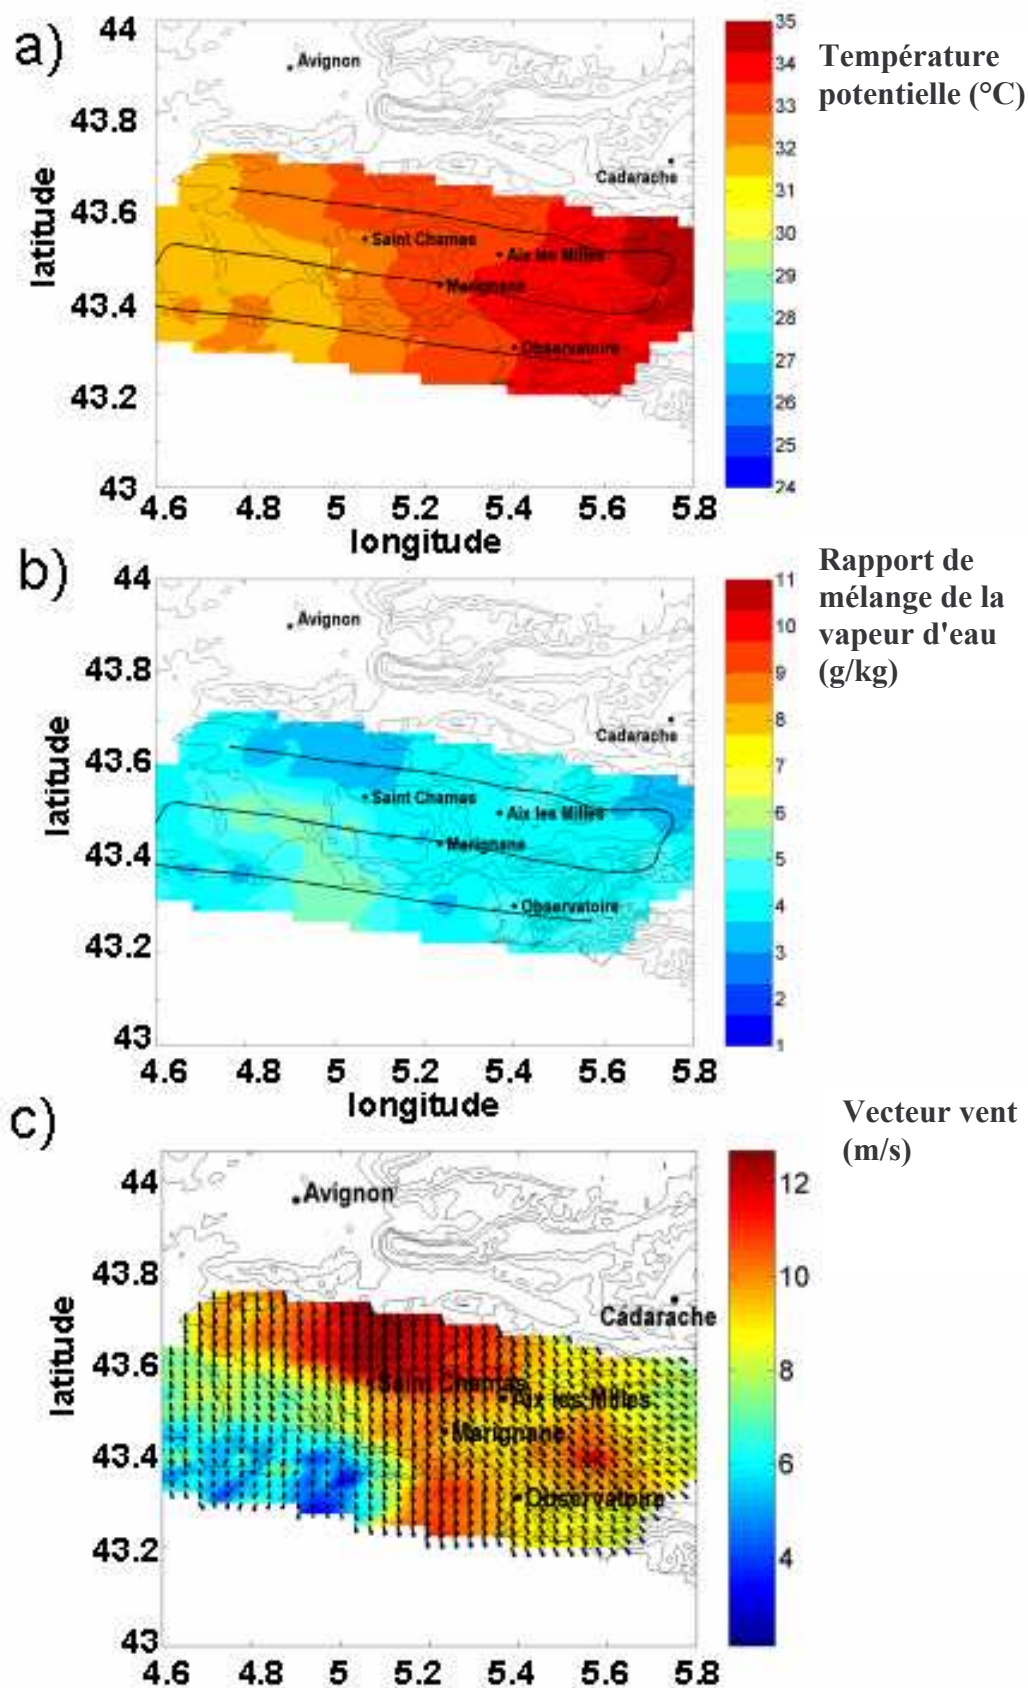 a)
44
43.8
43.6
43.4
43.2
43
latitude
Avignon
Cadarache
Saint Chamas
Aix les Milles
Marignane
Observatoire
4.6 4.8 5 5.2 5.4 5.6 5.8
longitude
35
34
33
32
31
30
29
28
27
26
25
24
Température
potentielle (°C)
b)
44
43.8
43.6
43.4
43.2
43
latitude
Avignon
Cadarache
Saint Chamas
Aix les Milles
Marignane
Observatoire
4.6 4.8 5 5.2 5.4 5.6 5.8
longitude
11
10
9
8
7
6
5
4
3
2
1
Rapport de
mélange de la
vapeur d'eau
(g/kg)
c)
44
43.8
43.6
43.4
43.2
43
latitude
Avignon
Cadarache
Saint Chamas
Aix les Milles
Marignane
Observatoire
4.6 4.8 5 5.2 5.4 5.6 5.8
12
10
8
6
4
Vecteur vent
(m/s)